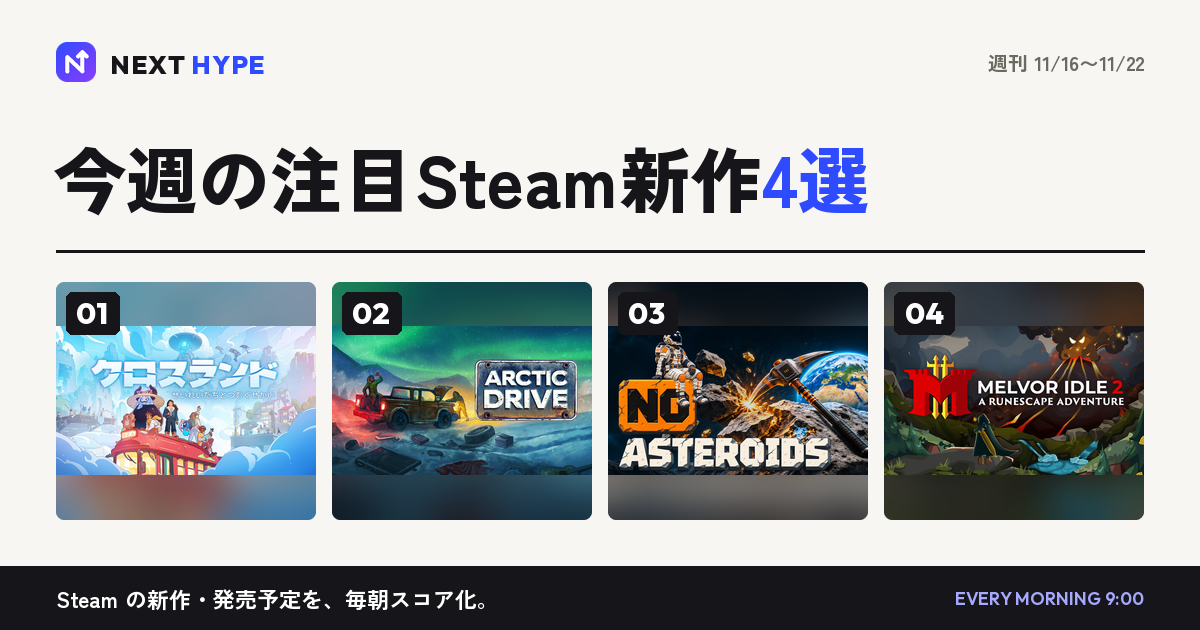 NEXT HYPE
週刊 11/16〜11/22
今週の注目Steam新作4選
01
クロスランド
02
ARCTIC
DRIVE
03
NO
ASTEROIDS
04
MELVOR IDLE 2
A RUNESCAPE ADVENTURE
Steam の新作・発売予定を、毎朝スコア化。
EVERY MORNING 9:00